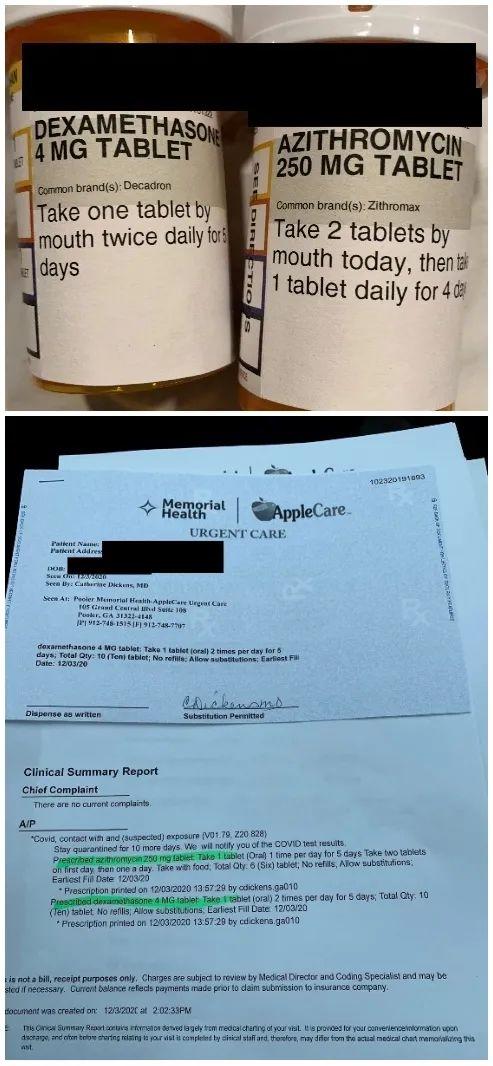 DEXAMETHASONE
4 MG TABLET
Common brand(s): Decadron
Take one tablet by
mouth twice daily for 5
days
AZITHROMYCIN
250 MG TABLET
Common brand(s): Zithromax
Take 2 tablets by
mouth today, then
1 tablet daily for 4
102320191893
Memorial Health | AppleCare
URGENT CARE
Patient Name:
Patient Address
DOB:
Seen On: 12/3/2020
Seen By: Catherine Dickens, MD
Seen At: Pooler Memorial Health-AppleCare Urgent Care
105 Grand Central Blvd Suite 108
Pooler, GA 31322-4148
[P] 912-748-1515 [F] 912-748-7707
dexamethasone 4 MG tablet: Take 1 tablet (oral) 2 times per day for 5
days; Total Qty: 10 (Ten) tablet; No refills; Allow substitutions; Earliest Fill
Date: 12/03/20
CDickensmd
Dispense as written
Substitution Permitted
Clinical Summary Report
Chief Complaint
There are no current complaints.
A/P
*Covid, contact with and (suspected) exposure (V01.79, Z20.828)
Stay quarantined for 10 more days. We will notify you of the COVID test results.
Prescribed azithromycin 250 mg tablet: Take 1 tablet (Oral) 1 time per day for 5 days Take two tablets
on first day, then one a day. Take with food; Total Qty: 6 (Six) tablet; No refills; Allow substitutions;
Earliest Fill Date: 12/03/20
* Prescription printed on 12/03/2020 13:57:29 by cdickens.ga010
Prescribed dexamethasone 4 MG tablet: Take 1 tablet (oral) 2 times per day for 5 days; Total Qty: 10
(Ten) tablet; No refills; Allow substitutions; Earliest Fill Date: 12/03/20
* Prescription printed on 12/03/2020 13:57:29 by cdickens.ga010
is not a bill, receipt purposes only. Charges are subject to review by Medical Director and Coding Specialist and may be
if necessary. Current balance reflects payments made prior to claim submission to insurance company.
document was created on: 12/3/2020 at 2:02:33PM
This Clinical Summary Report contains information derived largely from medical charting of your visit. It is provided for your convenience/information upon
discharge, and often before charting relating to your visit is completed by clinical staff and, therefore, may differ from the actual medical chart memorializing this
visit.